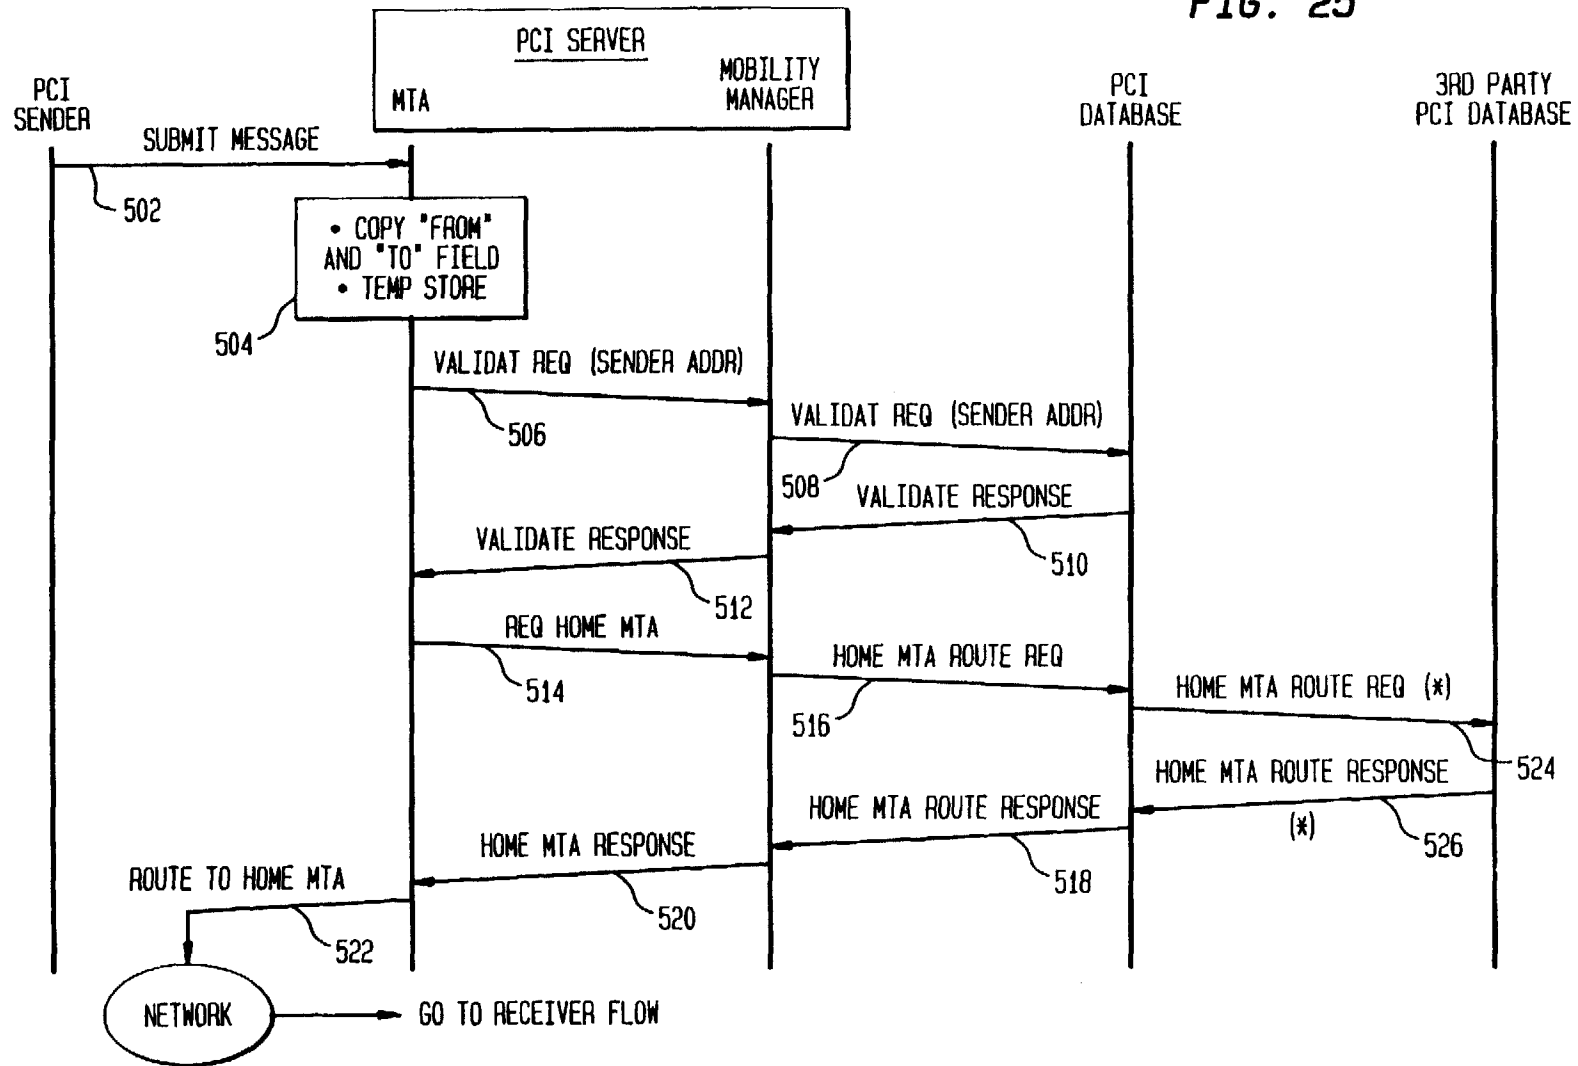 FIG. 25
PCI SERVER
PCI
SENDER
MTA
MOBILITY
MANAGER
PCI
DATABASE
3RD PARTY
PCI DATABASE
SUBMIT MESSAGE
502
• COPY "FROM"
AND "TO" FIELD
• TEMP STORE
504
VALIDAT REQ (SENDER ADDR)
506
VALIDAT REQ (SENDER ADDR)
508
VALIDATE RESPONSE
510
VALIDATE RESPONSE
512
REQ HOME MTA
514
HOME MTA ROUTE REQ
516
HOME MTA ROUTE REQ (*)
524
HOME MTA ROUTE RESPONSE
(*)
526
HOME MTA ROUTE RESPONSE
518
HOME MTA RESPONSE
520
ROUTE TO HOME MTA
522
NETWORK
GO TO RECEIVER FLOW